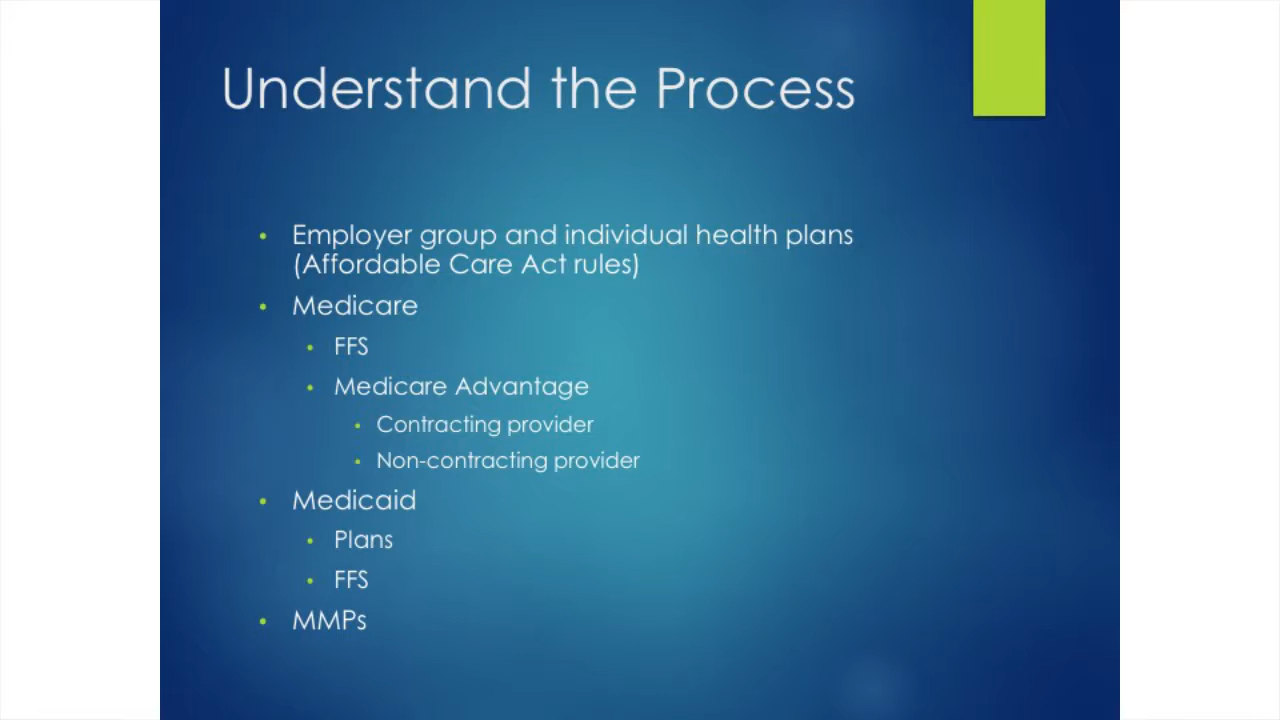 Understand the Process
• Employer group and individual health plans
(Affordable Care Act rules)
• Medicare
• FFS
• Medicare Advantage
• Contracting provider
• Non-contracting provider
• Medicaid
• Plans
• FFS
• MMPs